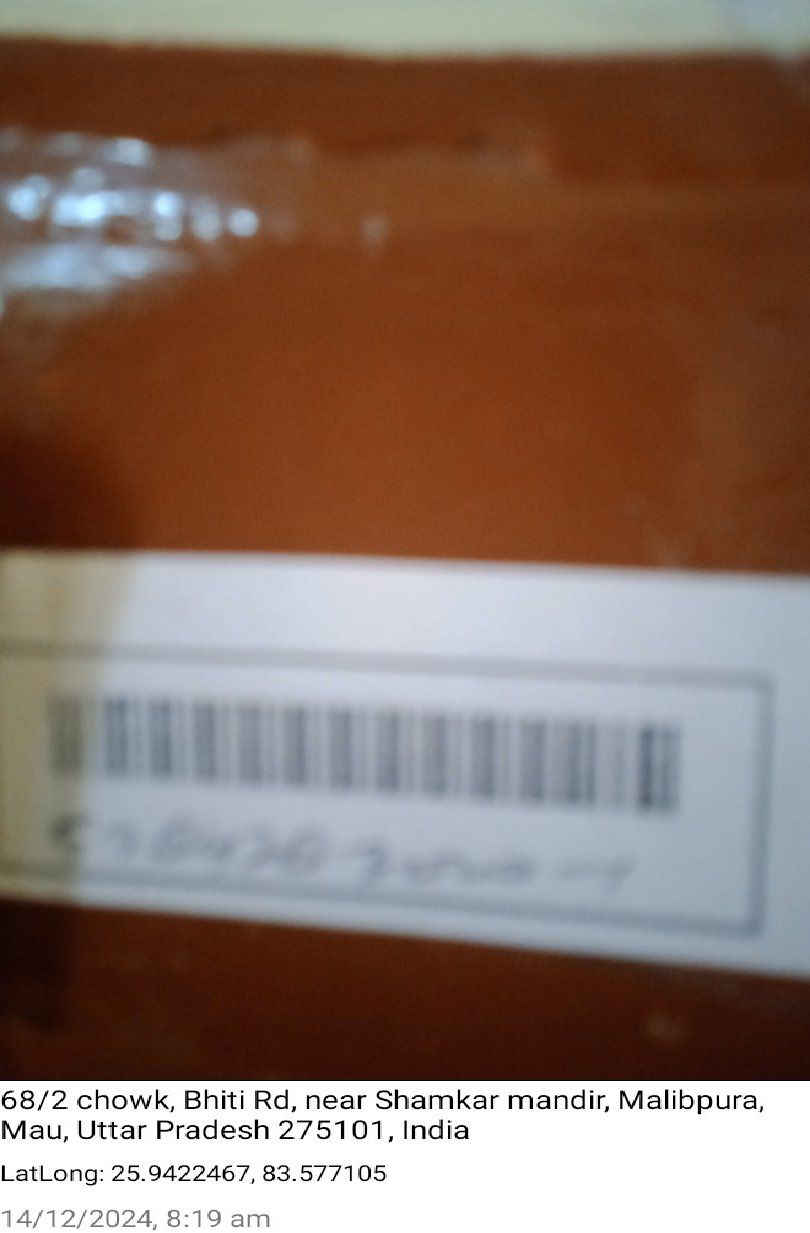 68/2 chowk, Bhiti Rd, near Shamkar mandir, Malibpura,
Mau, Uttar Pradesh 275101, India
LatLong: 25.9422467, 83.577105
14/12/2024, 8:19 am